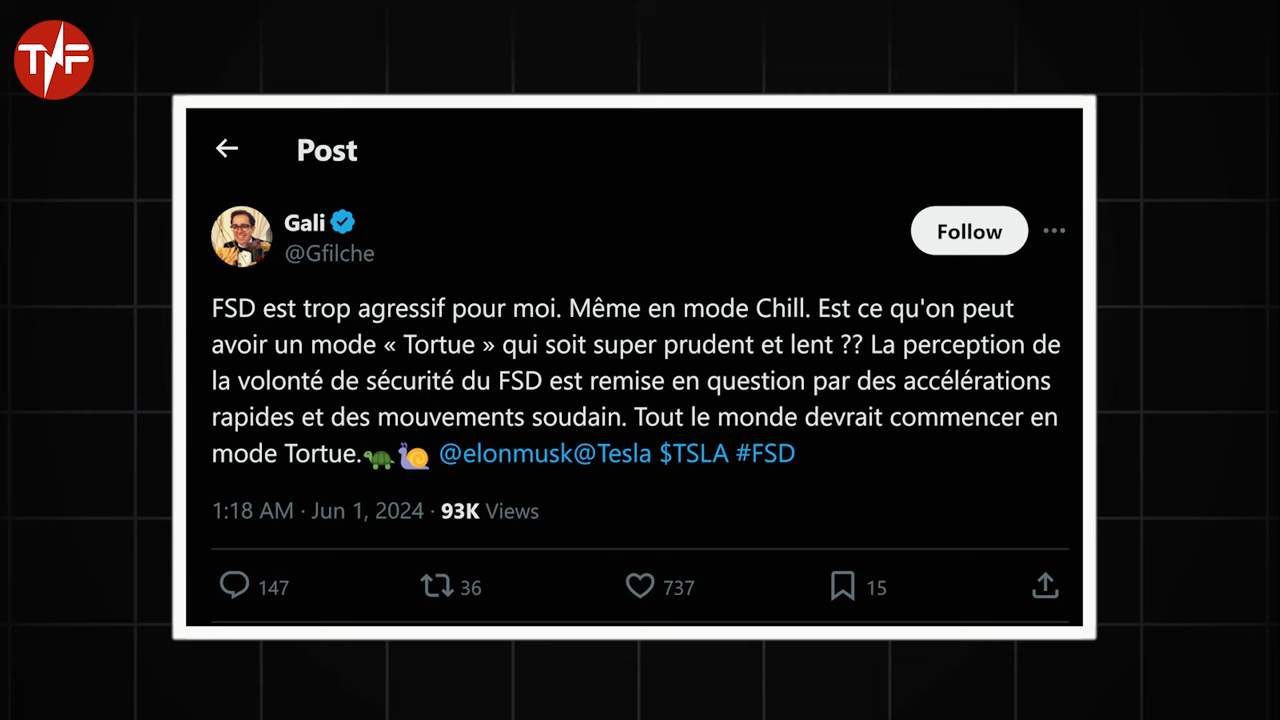 TNF
Post
Gali
@Gfilche
Follow
FSD est trop agressif pour moi. Même en mode Chill. Est ce qu'on peut
avoir un mode « Tortue » qui soit super prudent et lent ?? La perception de
la volonté de sécurité du FSD est remise en question par des accélérations
rapides et des mouvements soudain. Tout le monde devrait commencer en
mode Tortue.🐢🐌 @elonmusk@Tesla $TSLA #FSD
1:18 AM · Jun 1, 2024 · 93K Views
147 36 737 15